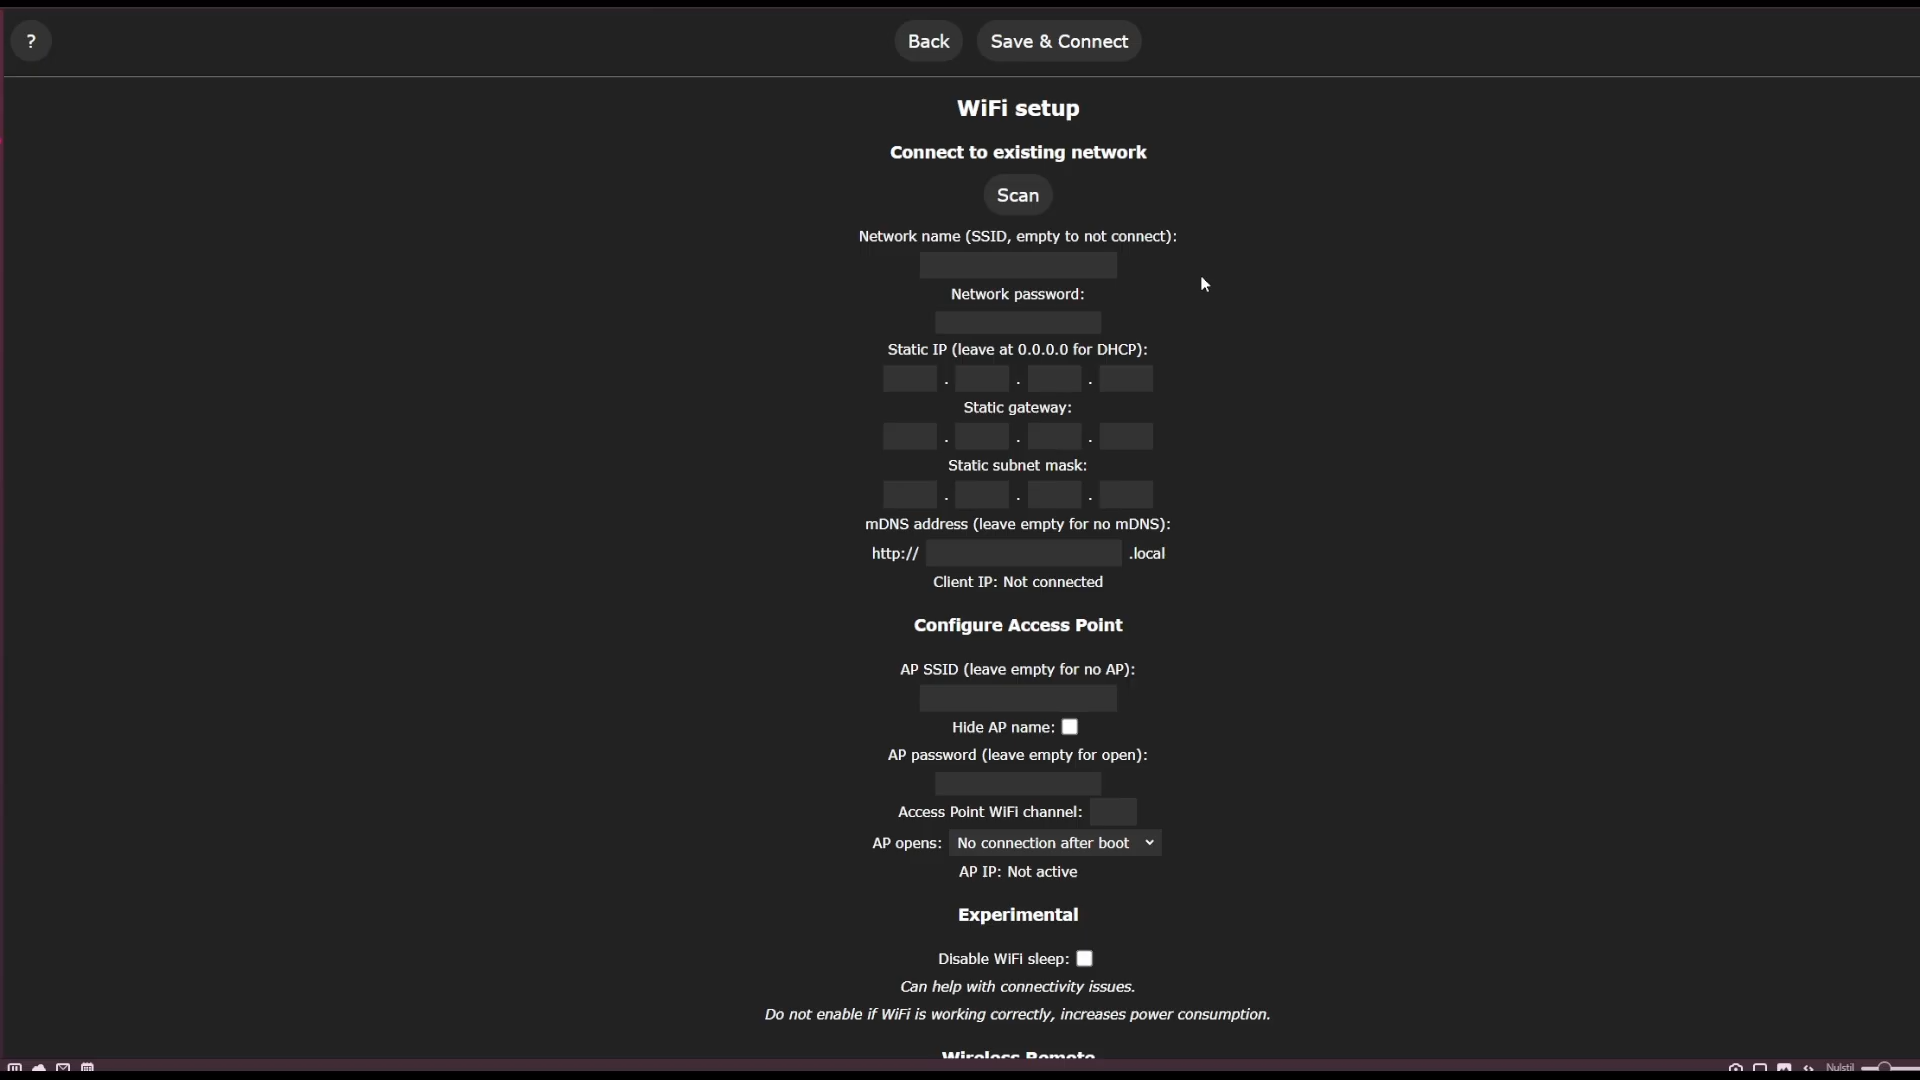 ?
Back
Save & Connect
WiFi setup
Connect to existing network
Scan
Network name (SSID, empty to not connect):
Network password:
Static IP (leave at 0.0.0.0 for DHCP):
. . .
Static gateway:
. . .
Static subnet mask:
. . .
mDNS address (leave empty for no mDNS):
http:// .local
Client IP: Not connected
Configure Access Point
AP SSID (leave empty for no AP):
Hide AP name:
AP password (leave empty for open):
Access Point WiFi channel:
AP opens: No connection after boot
AP IP: Not active
Experimental
Disable WiFi sleep:
Can help with connectivity issues.
Do not enable if WiFi is working correctly, increases power consumption.
Wireless Remote
Nulstil